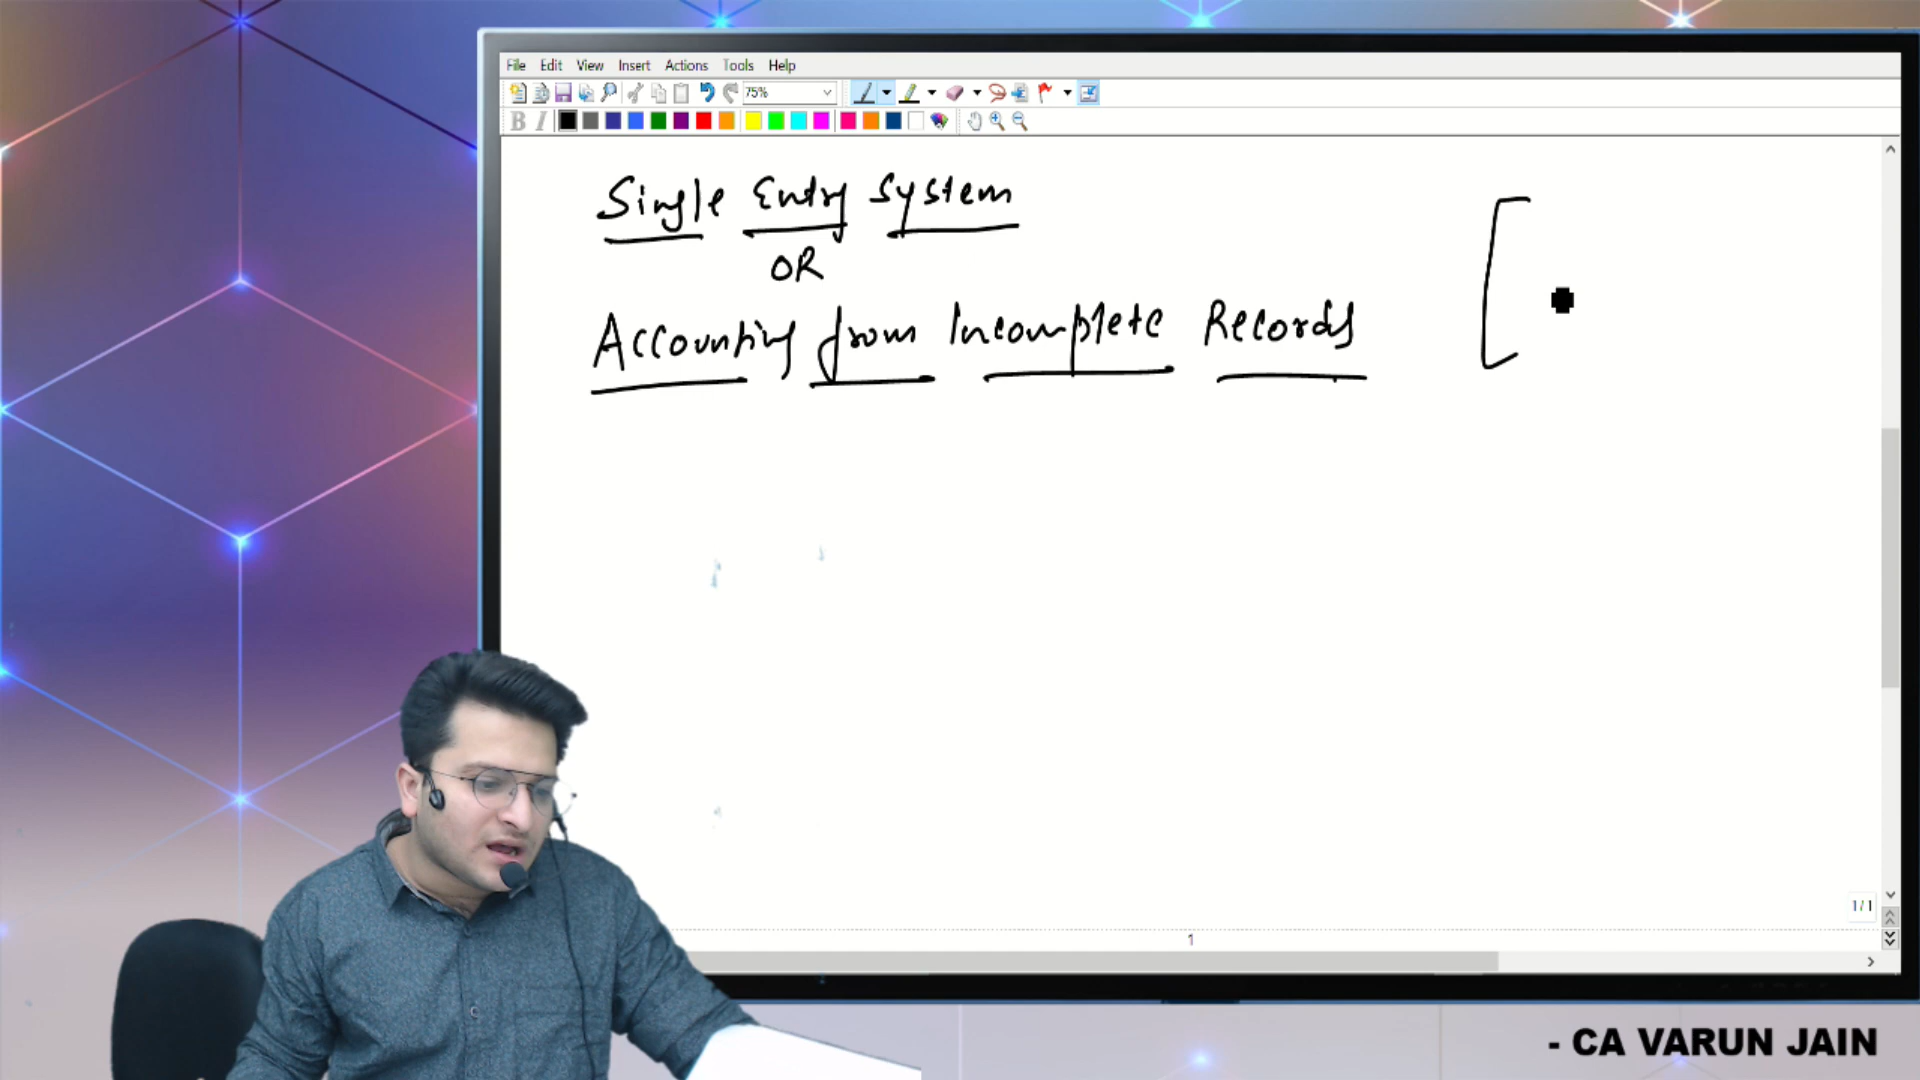 File Edit View Insert Actions Tools Help
75%
B I
Single Entry System
OR
Accounting from Incomplete Records
1/1
1
- CA VARUN JAIN